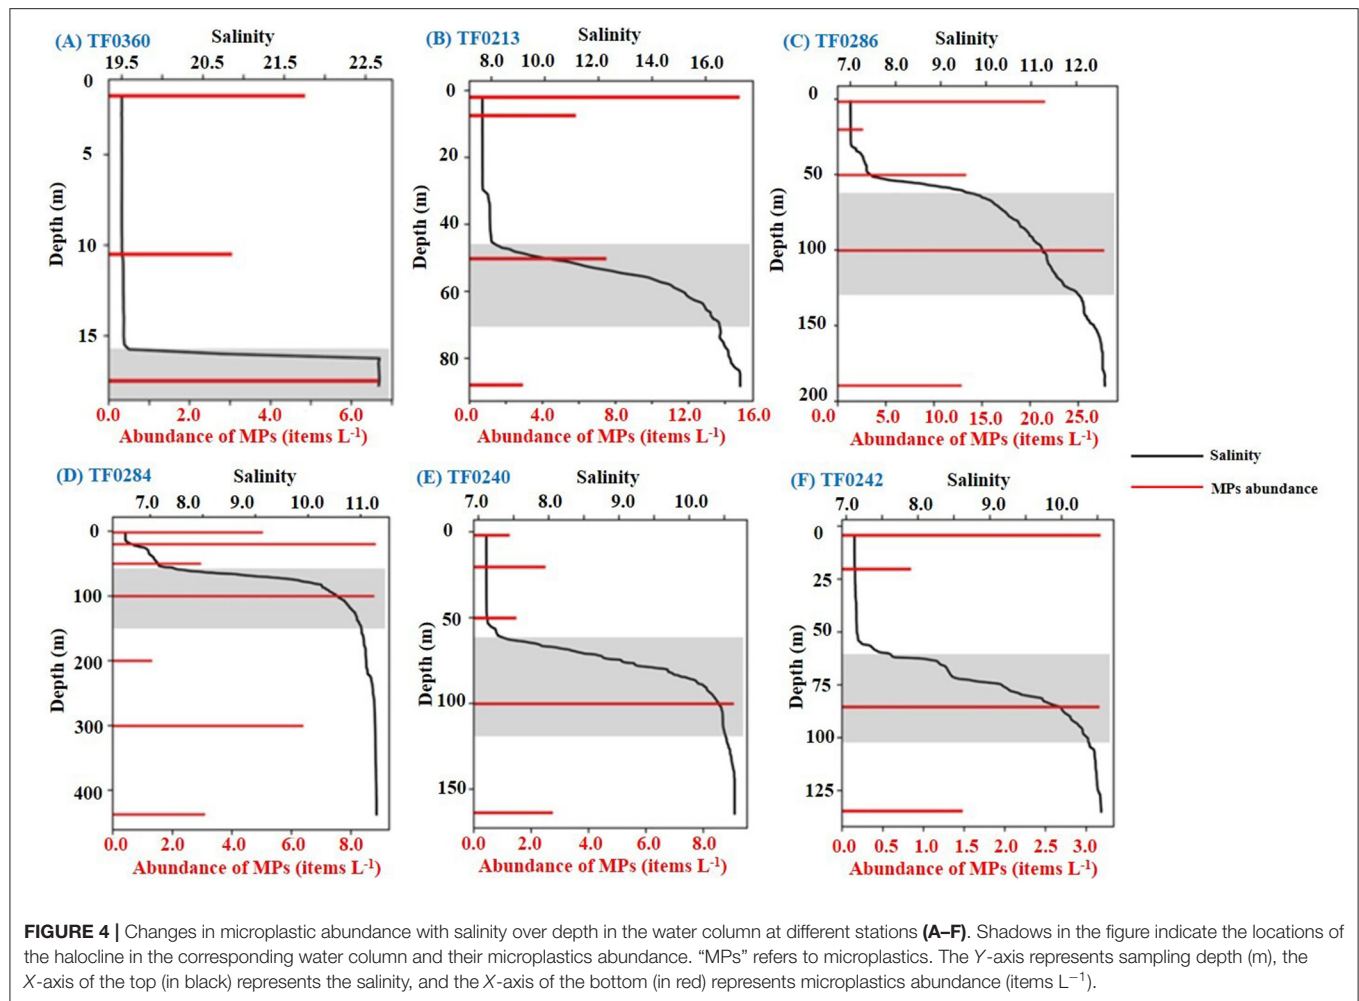 (A) TF0360 Salinity
19.5 20.5 21.5 22.5
0
5
10
15
Depth (m)
0.0 2.0 4.0 6.0
Abundance of MPs (items L-1)
(B) TF0213 Salinity
8.0 10.0 12.0 14.0 16.0
0
20
40
60
80
Depth (m)
0.0 4.0 8.0 12.0 16.0
Abundance of MPs (items L-1)
(C) TF0286 Salinity
7.0 8.0 9.0 10.0 11.0 12.0
0
50
100
150
200
Depth (m)
0.0 5.0 10.0 15.0 20.0 25.0
Abundance of MPs (items L-1)
Salinity
MPs abundance
(D) TF0284 Salinity
7.0 8.0 9.0 10.0 11.0
0
100
200
300
400
Depth (m)
0.0 2.0 4.0 6.0 8.0
Abundance of MPs (items L-1)
(E) TF0240 Salinity
7.0 8.0 9.0 10.0
0
50
100
150
Depth (m)
0.0 2.0 4.0 6.0 8.0
Abundance of MPs (items L-1)
(F) TF0242 Salinity
7.0 8.0 9.0 10.0
0
25
50
75
100
125
Depth (m)
0.0 0.5 1.0 1.5 2.0 2.5 3.0
Abundance of MPs (items L-1)
FIGURE 4 | Changes in microplastic abundance with salinity over depth in the water column at different stations (A–F). Shadows in the figure indicate the locations of
the halocline in the corresponding water column and their microplastics abundance. “MPs” refers to microplastics. The Y-axis represents sampling depth (m), the
X-axis of the top (in black) represents the salinity, and the X-axis of the bottom (in red) represents microplastics abundance (items L−1).